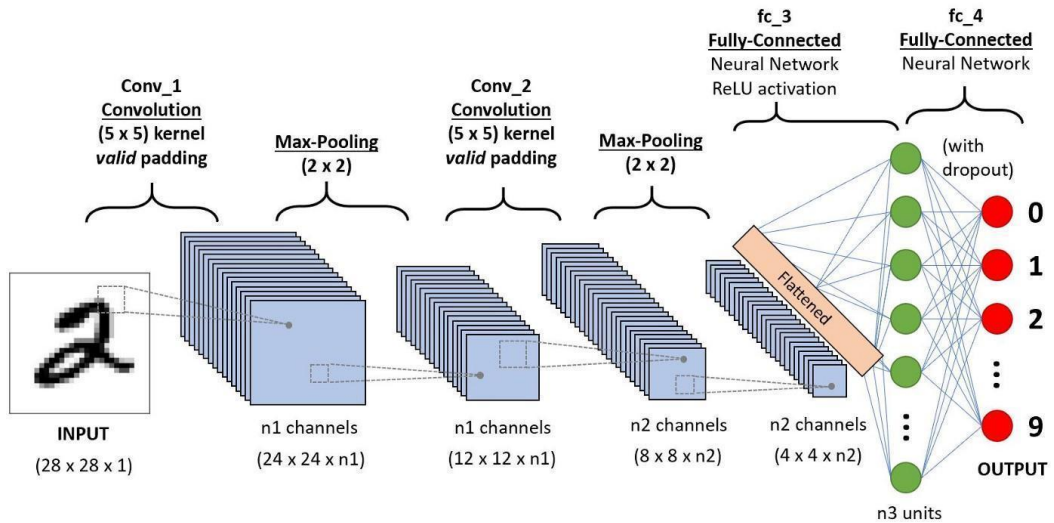 fc_3
Fully-Connected
Neural Network
ReLU activation
fc_4
Fully-Connected
Neural Network
Conv_1
Convolution
(5 x 5) kernel
valid padding
Max-Pooling
(2 x 2)
Conv_2
Convolution
(5 x 5) kernel
valid padding
Max-Pooling
(2 x 2)
(with
dropout)
Flattened
0
1
2
9
INPUT
(28 x 28 x 1)
n1 channels
(24 x 24 x n1)
n1 channels
(12 x 12 x n1)
n2 channels
(8 x 8 x n2)
n2 channels
(4 x 4 x n2)
OUTPUT
n3 units